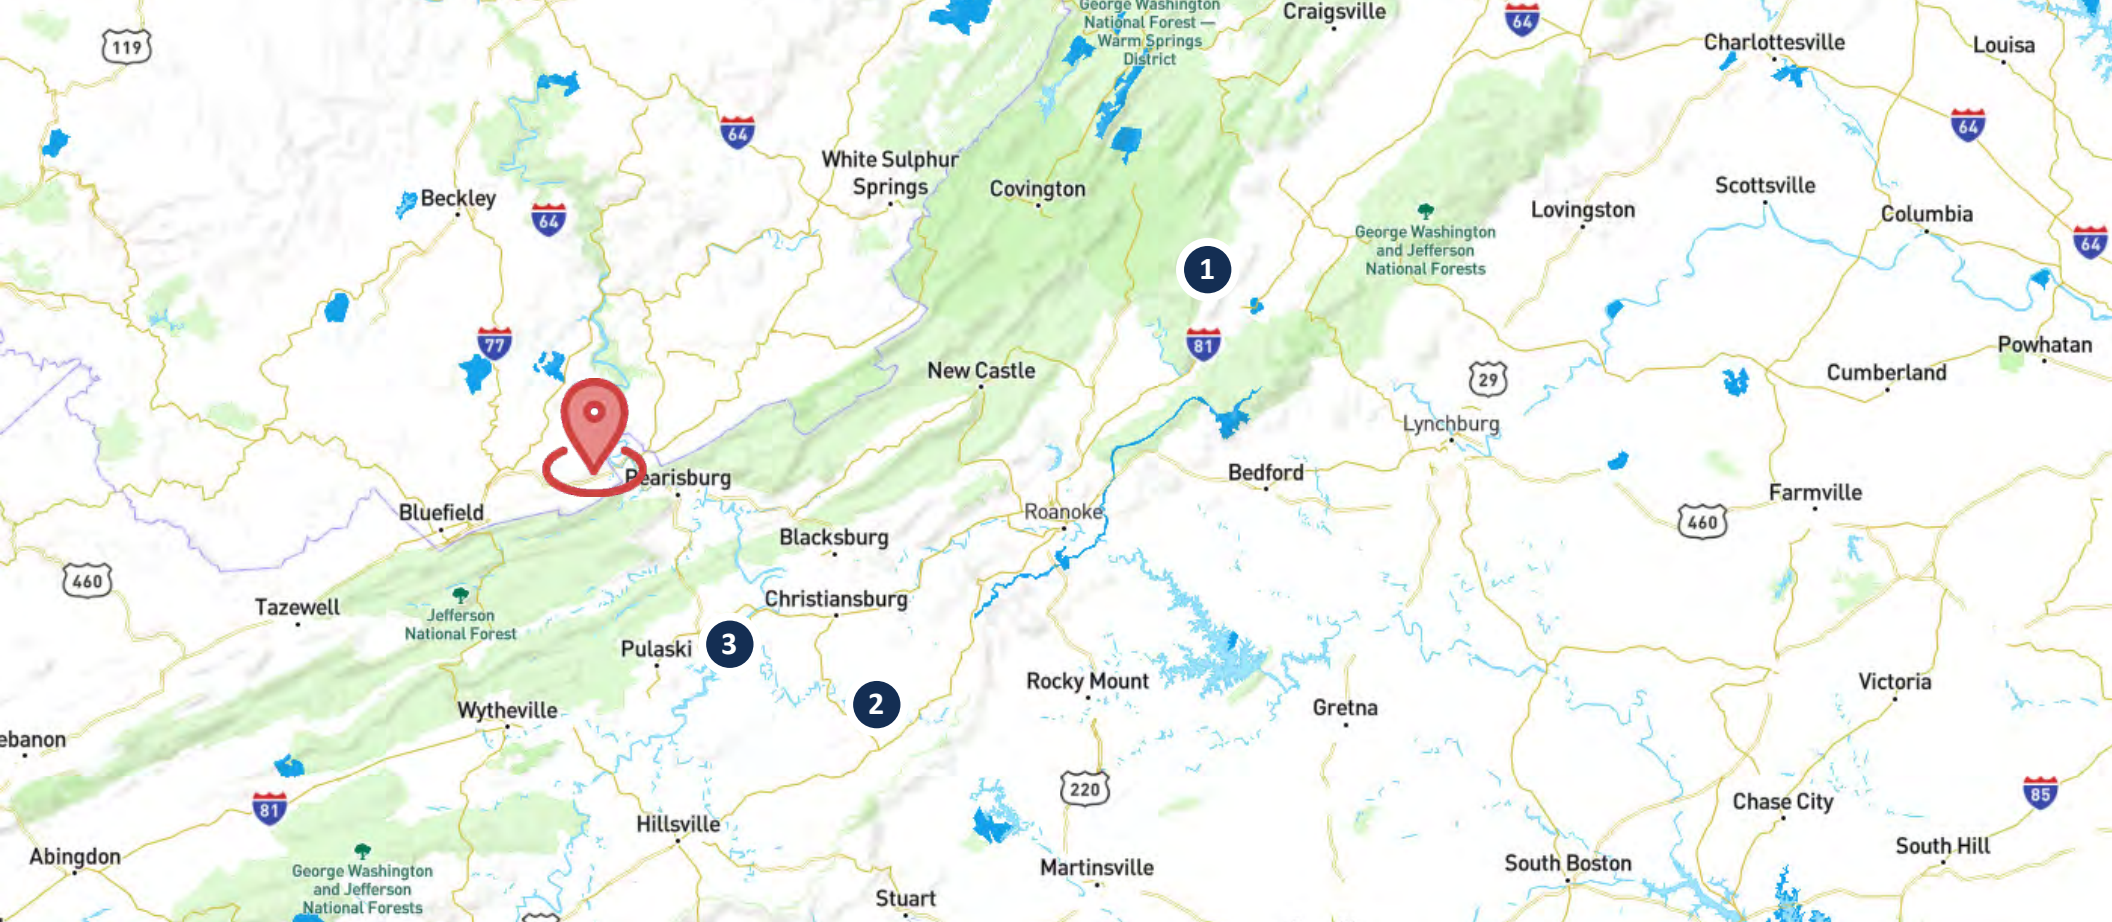 George Washington
National Forest —
Warm Springs
District
Craigsville
64
Charlottesville
Louisa
119
64
64
White Sulphur
Springs
Covington
Beckley
64
Scottsville
Lovingston
Columbia
George Washington
and Jefferson
National Forests
64
1
77
81
New Castle
29
Powhatan
Cumberland
Lynchburg
Pearisburg
Bedford
Farmville
Bluefield
Roanoke
460
Blacksburg
460
Tazewell
Jefferson
National Forest
Christiansburg
Pulaski
3
Rocky Mount
Victoria
2
Wytheville
Gretna
ebanon
220
85
81
Chase City
Hillsville
South Hill
Abingdon
South Boston
Martinsville
George Washington
and Jefferson
National Forests
Stuart